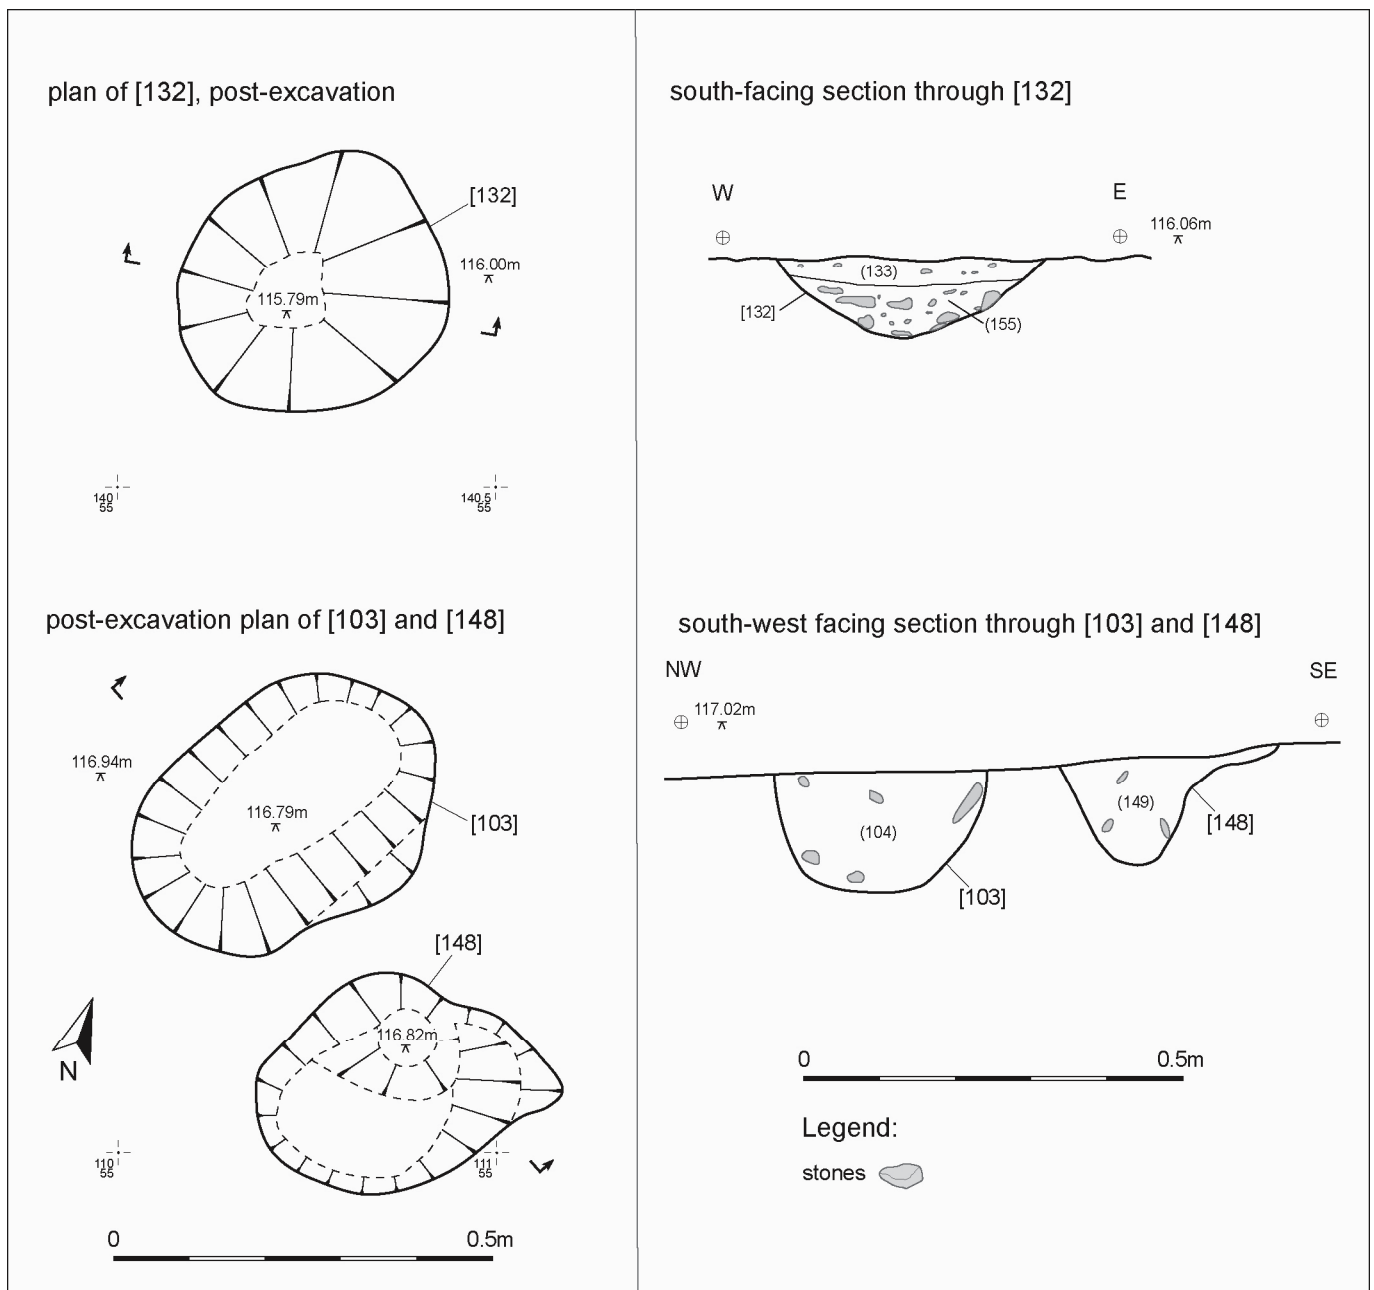 plan of [132], post-excavation
[132]
116.00m
115.79m
140
55
140.5
55
south-facing section through [132]
W
E
116.06m
(133)
[132]
(155)
post-excavation plan of [103] and [148]
116.94m
116.79m
[103]
[148]
116.82m
N
110
55
111
55
0
0.5m
south-west facing section through [103] and [148]
NW
SE
117.02m
(104)
(149)
[148]
[103]
0
0.5m
Legend:
stones